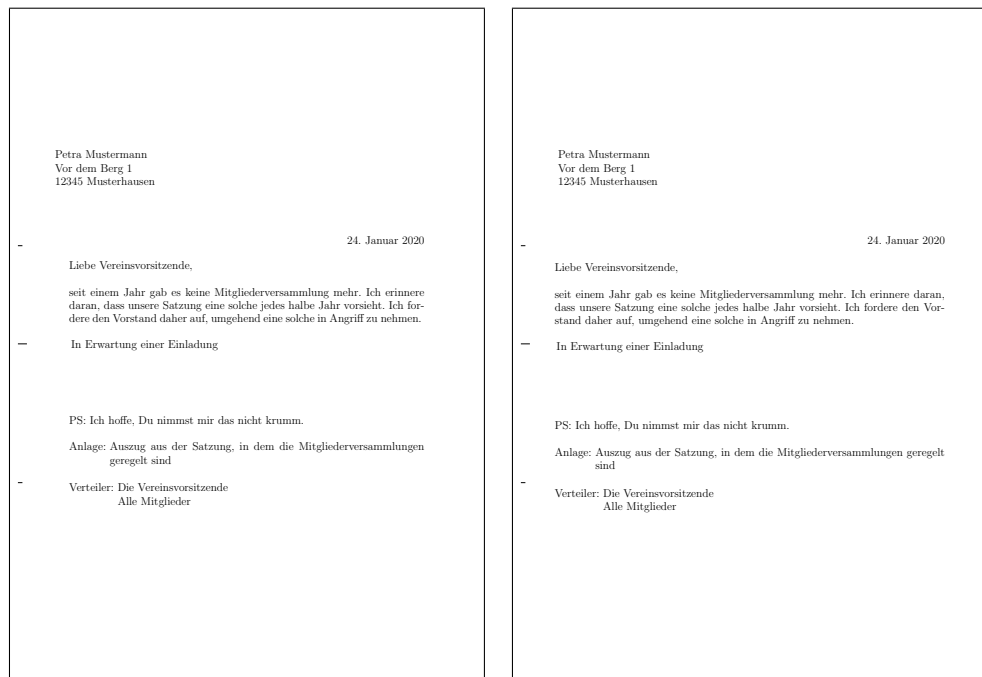 Petra Mustermann
Vor dem Berg 1
12345 Musterhausen
24. Januar 2020
Liebe Vereinsvorsitzende,
seit einem Jahr gab es keine Mitgliederversammlung mehr. Ich erinnere
daran, dass unsere Satzung eine solche jedes halbe Jahr vorsieht. Ich for-
dere den Vorstand daher auf, umgehend eine solche in Angriff zu nehmen.
In Erwartung einer Einladung
PS: Ich hoffe, Du nimmst mir das nicht krumm.
Anlage: Auszug aus der Satzung, in dem die Mitgliederversammlungen
geregelt sind
Verteiler: Die Vereinsvorsitzende
Alle Mitglieder
Petra Mustermann
Vor dem Berg 1
12345 Musterhausen
24. Januar 2020
Liebe Vereinsvorsitzende,
seit einem Jahr gab es keine Mitgliederversammlung mehr. Ich erinnere daran,
dass unsere Satzung eine solche jedes halbe Jahr vorsieht. Ich fordere den Vor-
stand daher auf, umgehend eine solche in Angriff zu nehmen.
In Erwartung einer Einladung
PS: Ich hoffe, Du nimmst mir das nicht krumm.
Anlage: Auszug aus der Satzung, in dem die Mitgliederversammlungen geregelt
sind
Verteiler: Die Vereinsvorsitzende
Alle Mitglieder